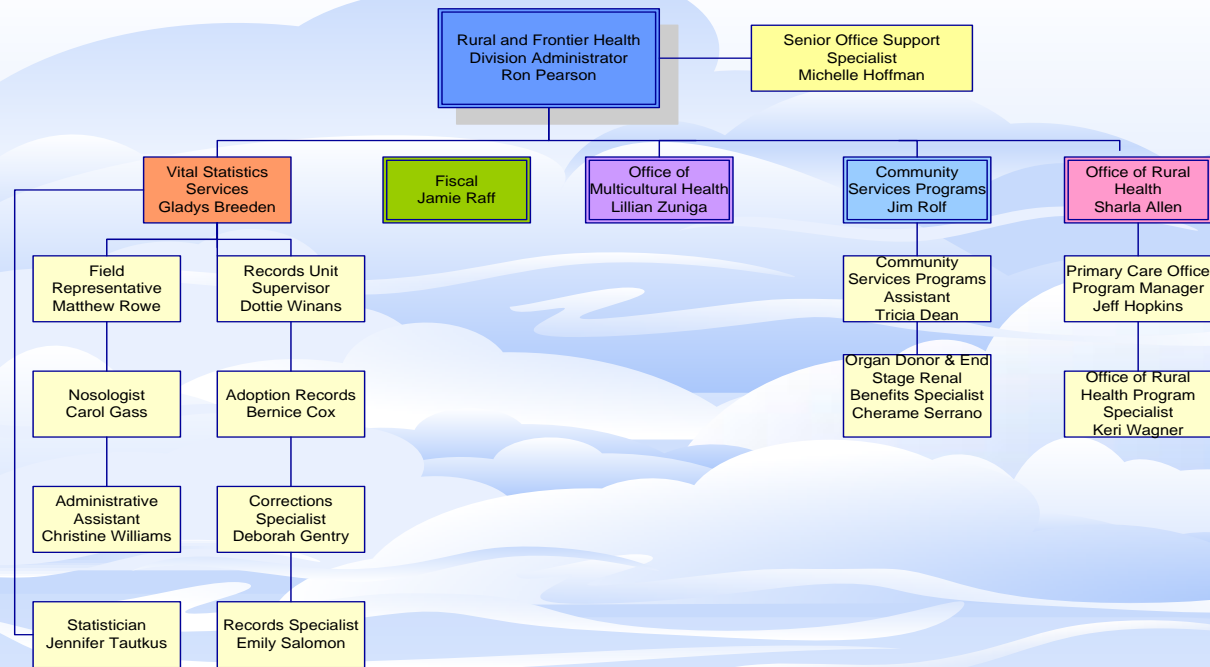 Rural and Frontier Health
Division Administrator
Ron Pearson
Senior Office Support
Specialist
Michelle Hoffman
Vital Statistics
Services
Gladys Breeden
Fiscal
Jamie Raff
Office of
Multicultural Health
Lillian Zuniga
Community
Services Programs
Jim Rolf
Office of Rural
Health
Sharla Allen
Field
Representative
Matthew Rowe
Records Unit
Supervisor
Dottie Winans
Community
Services Programs
Assistant
Tricia Dean
Primary Care Office
Program Manager
Jeff Hopkins
Nosologist
Carol Gass
Adoption Records
Bernice Cox
Organ Donor & End
Stage Renal
Benefits Specialist
Cherame Serrano
Office of Rural
Health Program
Specialist
Keri Wagner
Administrative
Assistant
Christine Williams
Corrections
Specialist
Deborah Gentry
Statistician
Jennifer Tautkus
Records Specialist
Emily Salomon